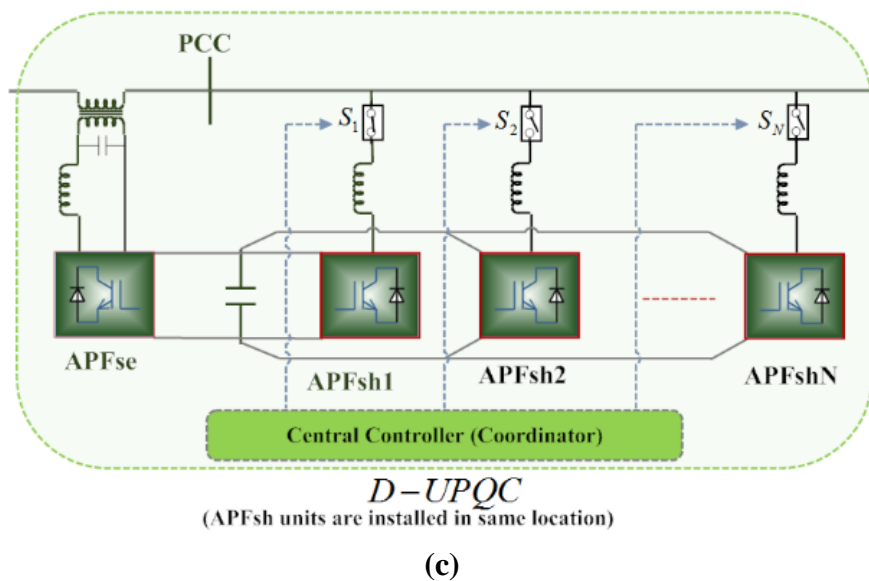 PCC
S1 S2 SN
APFse APFsh1 APFsh2 APFshN
Central Controller (Coordinator)
D-UPQC
(APFsh units are installed in same location)
(c)